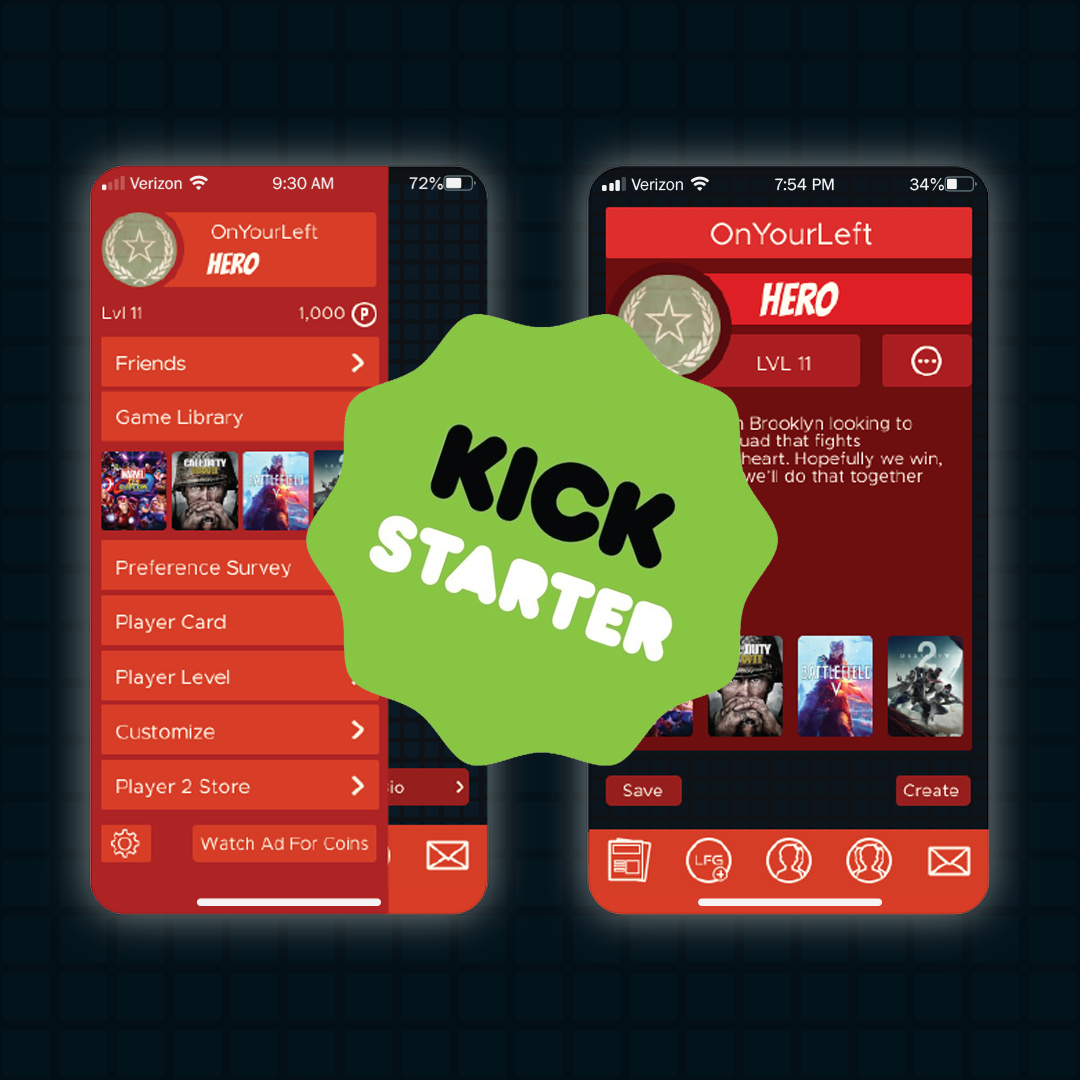 Verizon 9:30 AM 72%
OnYourLeft
HERO
Lvl 11 1,000 P
Friends
Game Library
MARVEL
CALL OF DUTY
BATTLEFIELD
Preference Survey
Player Card
Player Level
Customize
Player 2 Store
Watch Ad For Coins
KICK
STARTER
Verizon 7:54 PM 34%
OnYourLeft
HERO
LVL 11
Brooklyn looking to
that fights
heart. Hopefully we win,
we'll do that together
DUTY
BATTLEFIELD
V
DESTINY
2
Save Create
LFG